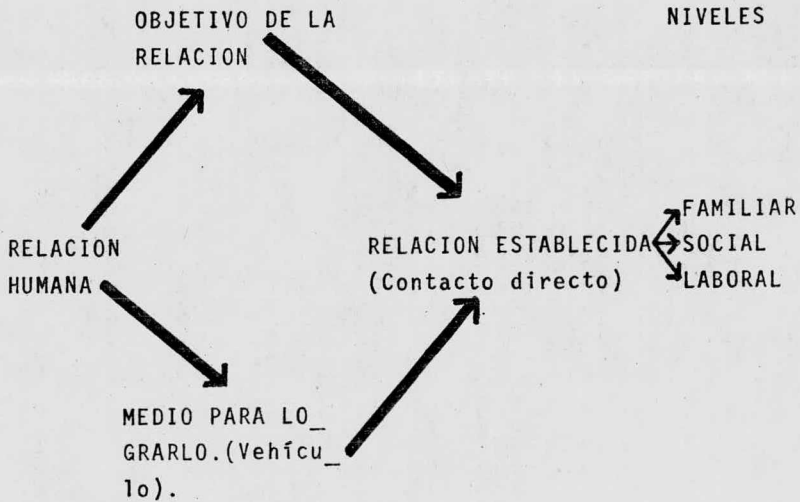 OBJETIVO DE LA
RELACION
NIVELES
RELACION
HUMANA
RELACION ESTABLECIDA
(Contacto directo)
FAMILIAR
SOCIAL
LABORAL
MEDIO PARA LO_
GRARLO.(Vehícu_
lo).